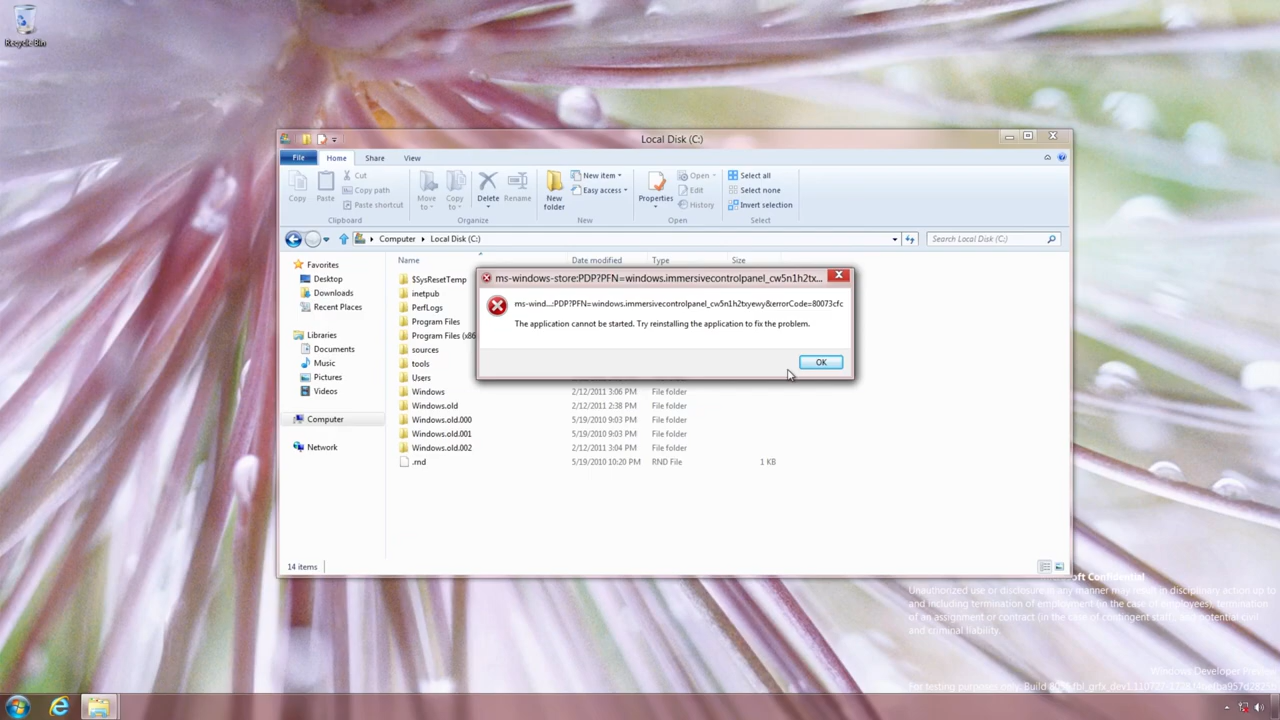 Recycle Bin
Local Disk (C:)
File Home Share View
Copy
Paste
Cut
Copy path
Paste shortcut
Clipboard
Move to
Copy to
Delete
Rename
Organize
New folder
New item
Easy access
New
Properties
Open
Edit
History
Open
Select all
Select none
Invert selection
Select
Computer Local Disk (C:)
Search Local Disk (C:)
Favorites
Desktop
Downloads
Recent Places
Libraries
Documents
Music
Pictures
Videos
Computer
Network
Name Date modified Type Size
$SysResetTemp
inetpub
PerfLogs
Program Files
Program Files (x86
sources
tools
Users
Windows 2/12/2011 3:06 PM File folder
Windows.old 2/12/2011 2:38 PM File folder
Windows.old.000 5/19/2010 9:03 PM File folder
Windows.old.001 5/19/2010 9:03 PM File folder
Windows.old.002 2/12/2011 3:04 PM File folder
.rnd 5/19/2010 10:20 PM RND File 1 KB
ms-windows-store:PDP?PFN=windows.immersivecontrolpanel_cw5n1h2tx...
ms-wind...:PDP?PFN=windows.immersivecontrolpanel_cw5n1h2txyewy&errorCode=80073cfc
The application cannot be started. Try reinstalling the application to fix the problem.
OK
14 items
oft Confidential
Unauthorized use or disclosure in any manner may result in disciplinary action up to
and including termination of employment (in the case of employees), termination
of an assignment or contract (in the case of contingent staff), and potential civil
and criminal liability.
Windows Developer Preview
For testing purposes only. Build